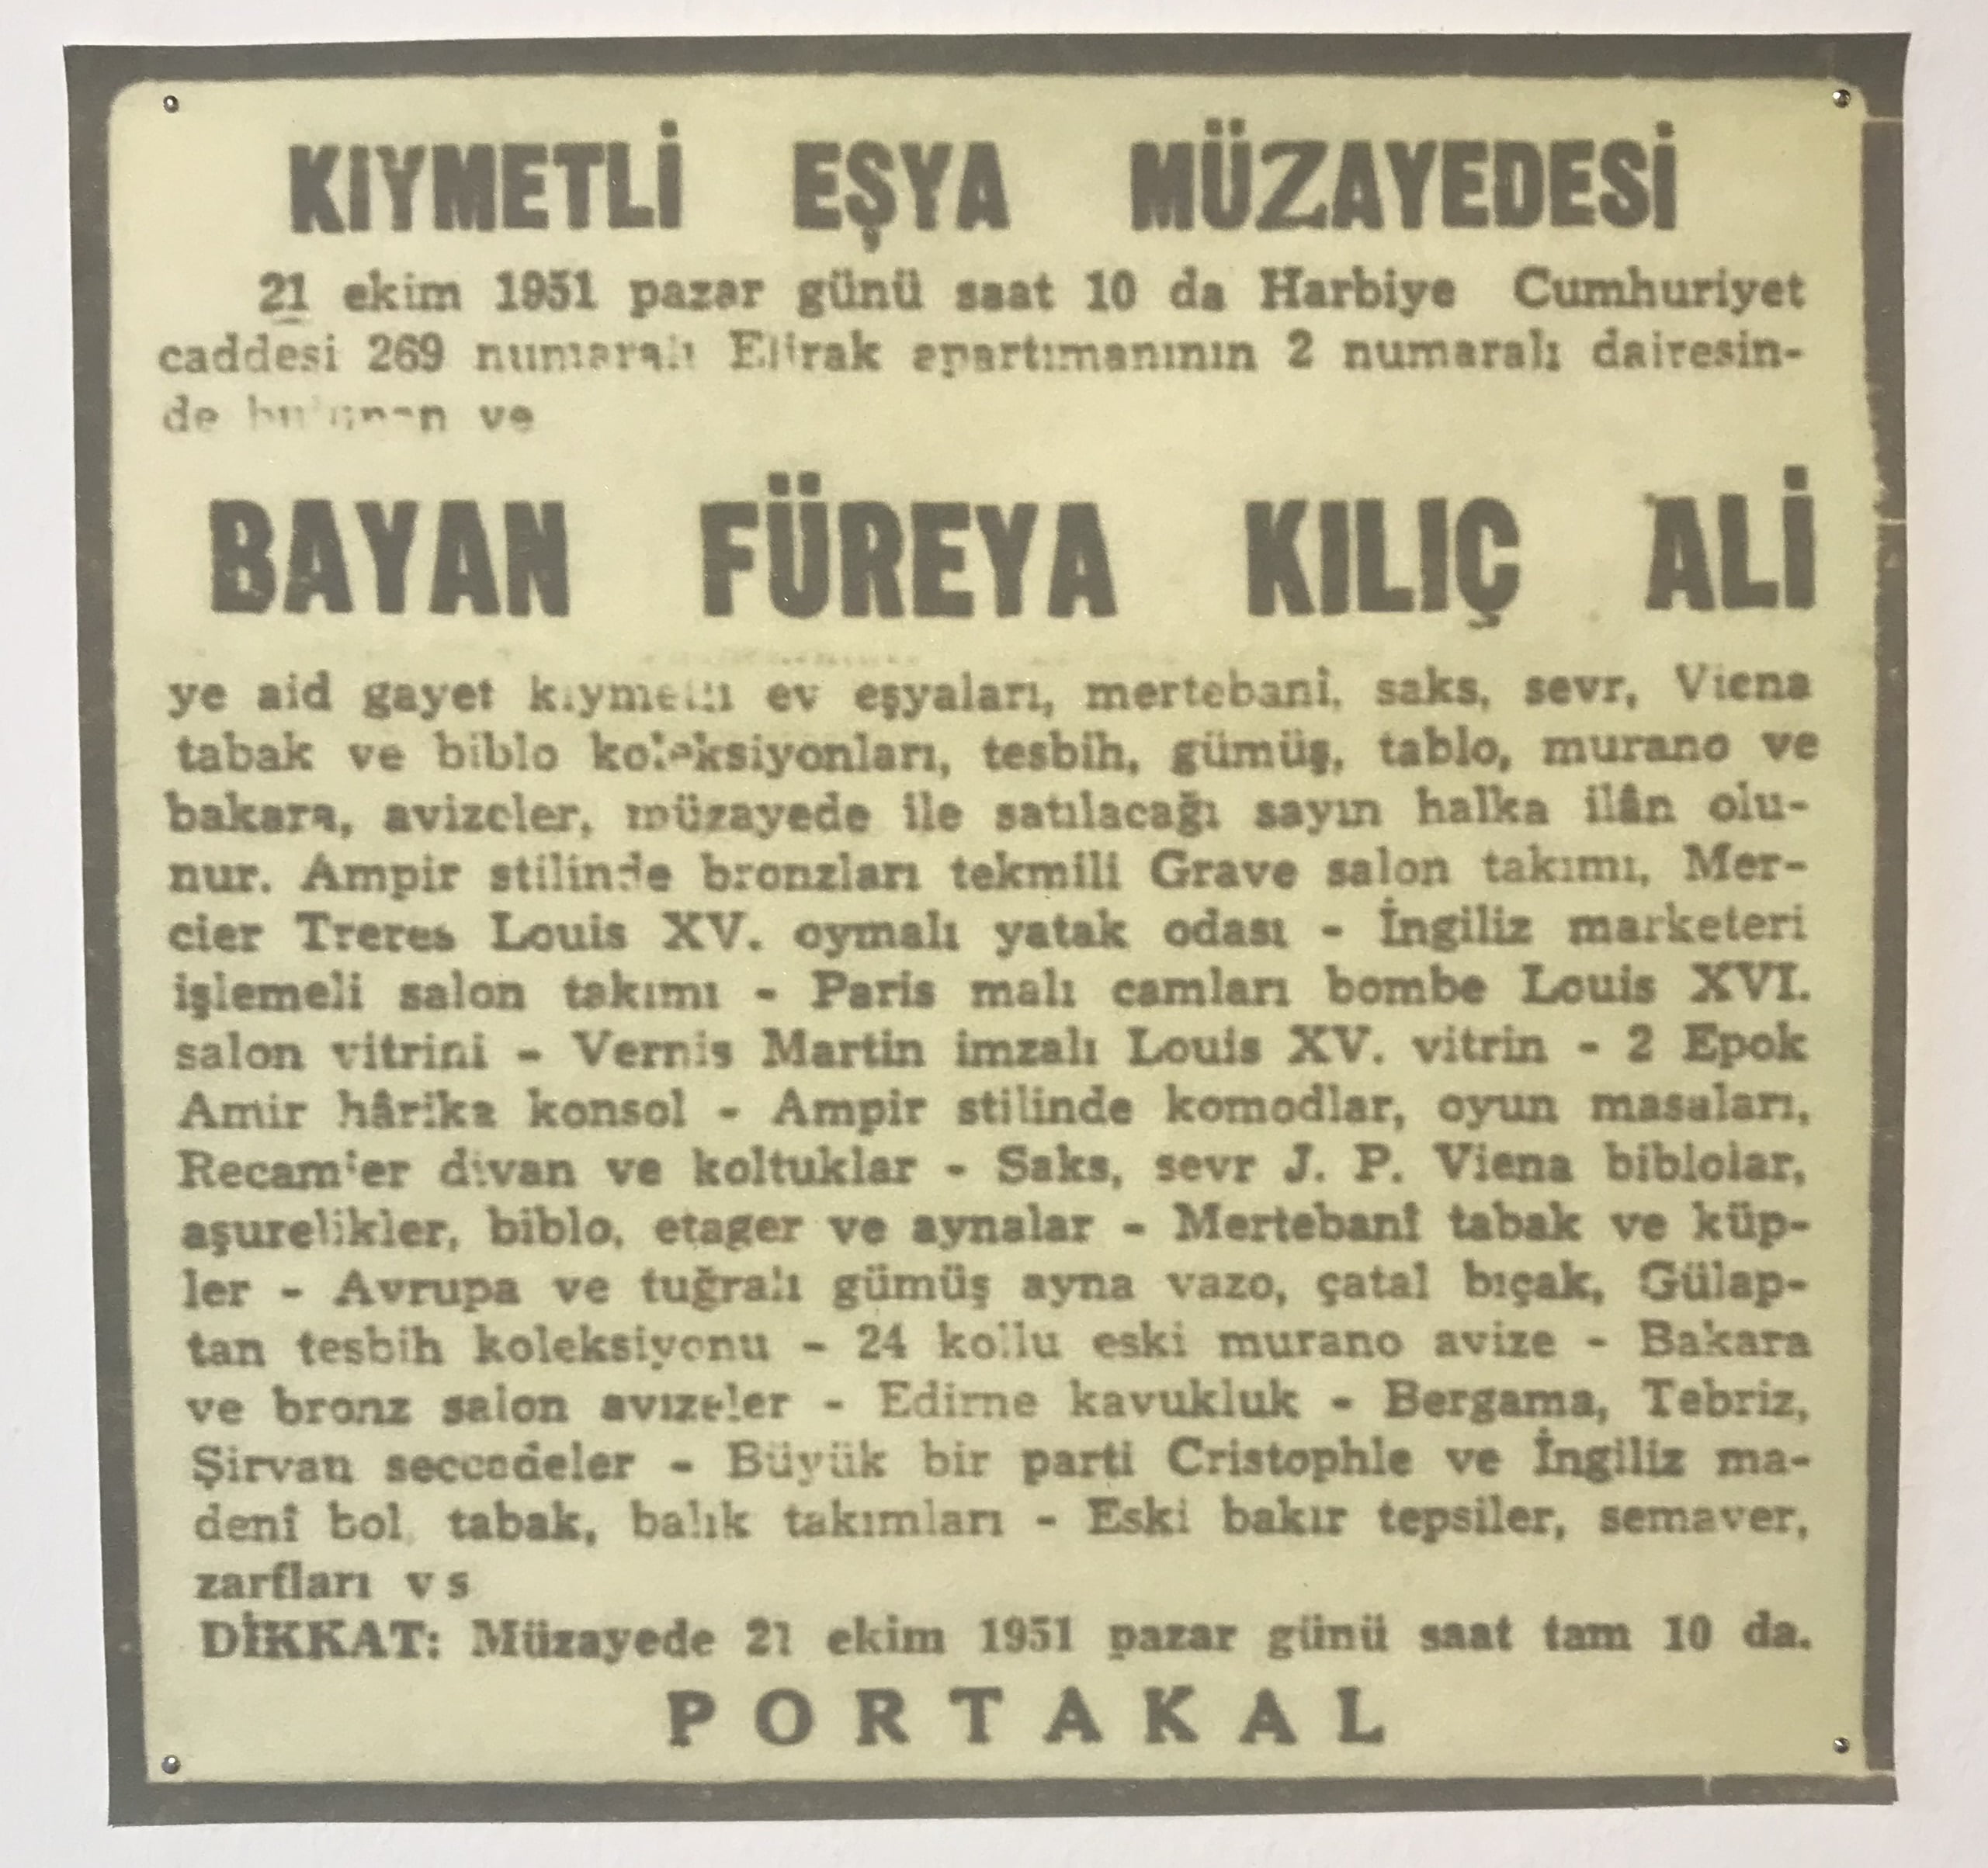 KIYMETLİ EŞYA MÜZAYEDESİ
21 ekim 1951 pazar günü saat 10 da Harbiye Cumhuriyet
caddesi 269 numaralı apartımanının 2 numaralı dairesin-
de bulunan ve
BAYAN FÜREYA KILIÇ ALİ
ye aid gayet kıymetli ev eşyaları, mertebanî, saks, sevr, Viena
tabak ve biblo koleksiyonları, tesbih, gümüş, tablo, murano ve
bakara, avizeler, müzayede ile satılacağı sayın halka ilân olu-
nur. Ampir stilinde bronzları tekmili Grave salon takımı, Mer-
cier Treres Louis XV. oymalı yatak odası - İngiliz marketeri
işlemeli salon takımı - Paris malı camları bombe Louis XVI.
salon vitrini - Vernis Martin imzalı Louis XV. vitrin - 2 Epok
Amir hârika konsol - Ampir stilinde komodlar, oyun masaları,
Recamier divan ve koltuklar - Saks, sevr J. P. Viena biblolar,
aşurelikler, biblo, etager ve aynalar - Mertebanî tabak ve küp-
ler - Avrupa ve tuğralı gümüş ayna vazo, çatal bıçak, Gülap-
tan tesbih koleksiyonu - 24 kollu eski murano avize - Bakara
ve bronz salon avizeler - Edirne kavukluk - Bergama, Tebriz,
Şirvan seccadeler - Büyük bir parti Cristophle ve İngiliz ma-
denî bol, tabak, balık takımları - Eski bakır tepsiler, semaver,
zarfları v s
DİKKAT: Müzayede 21 ekim 1951 pazar günü saat tam 10 da.
PORTAKAL